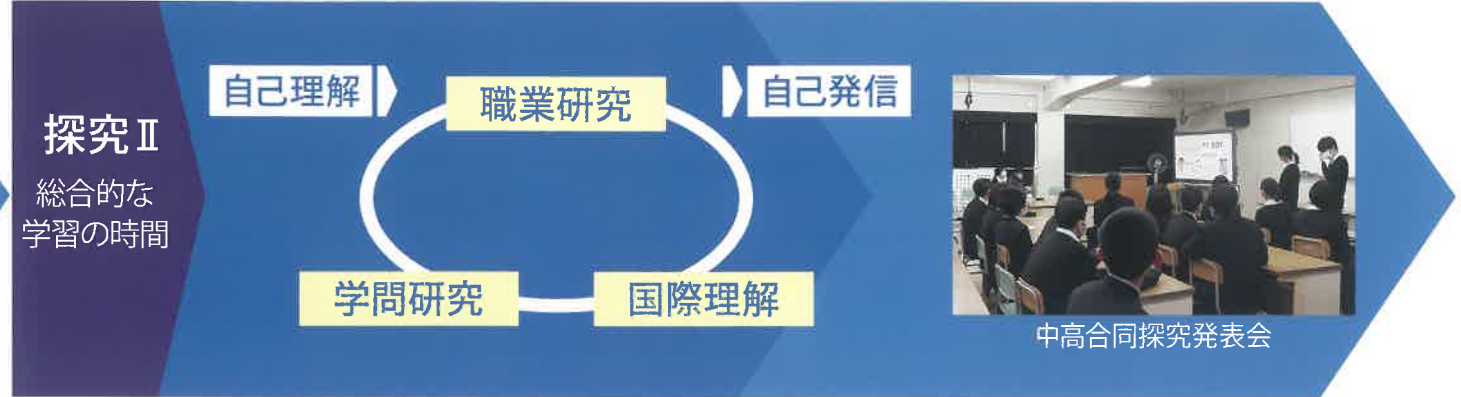 探究Ⅱ
総合的な
学習の時間
自己理解
職業研究
自己発信
学問研究
国際理解
中高合同探究発表会